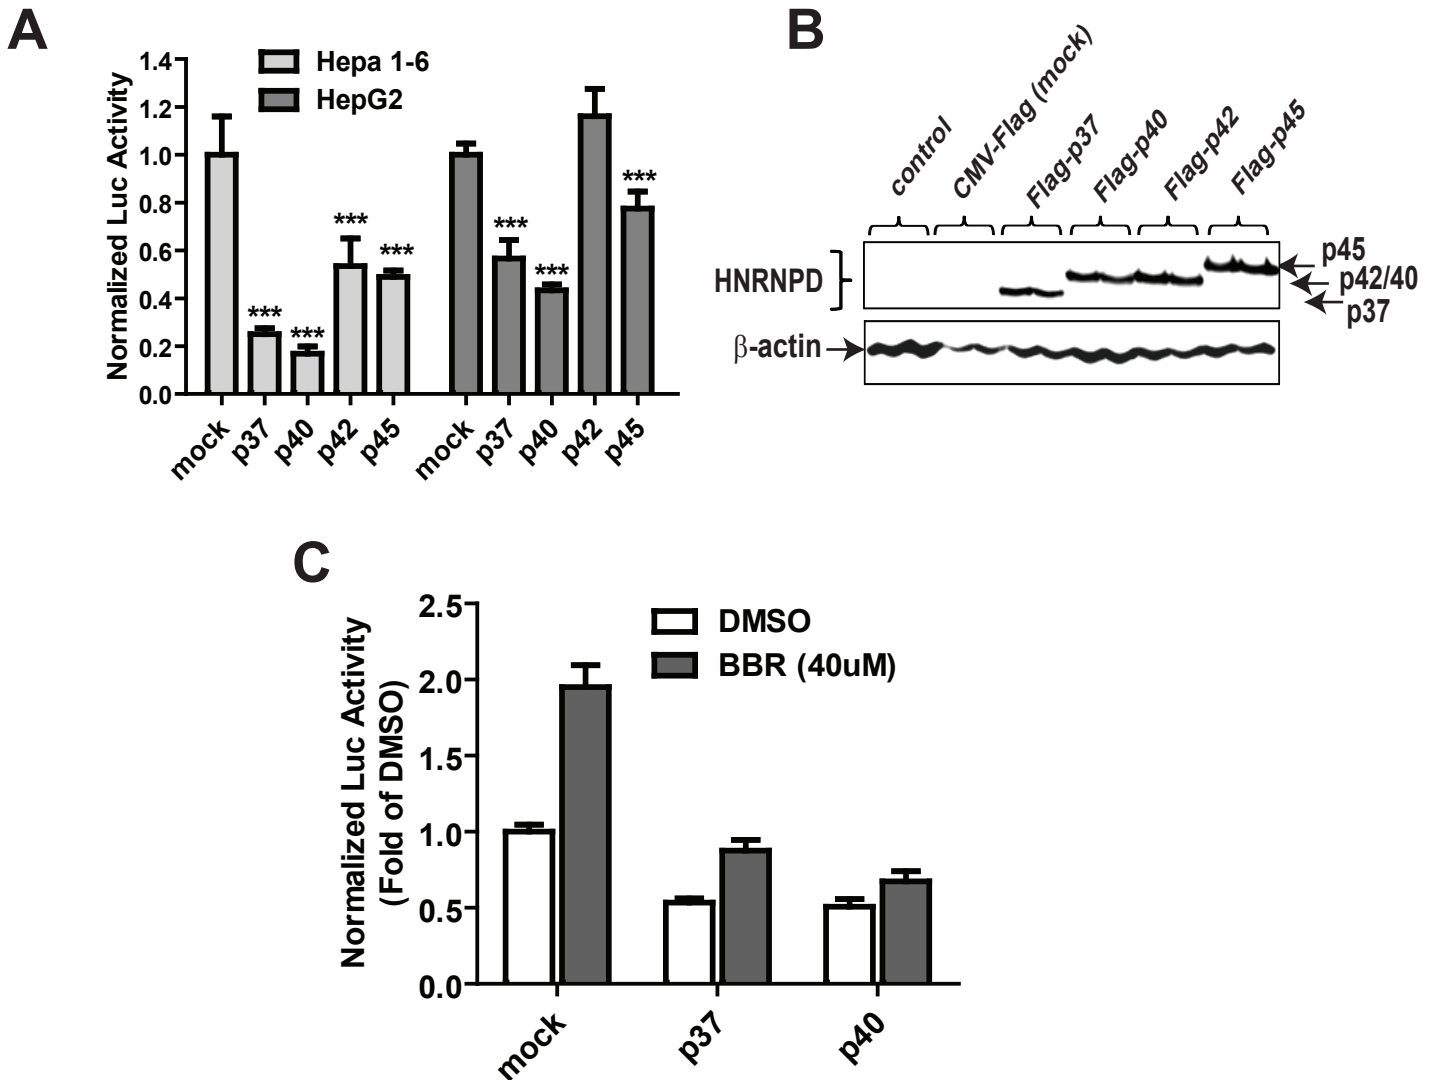 A
Normalized Luc Activity
1.4
1.2
1.0
0.8
0.6
0.4
0.2
0.0
Hepa 1-6
HepG2
***
***
***
***
***
***
***
mock
p37
p40
p42
p45
mock
p37
p40
p42
p45
B
control
CMV-Flag (mock)
Flag-p37
Flag-p40
Flag-p42
Flag-p45
HNRNPD
p45
p42/40
p37
β-actin
C
Normalized Luc Activity
(Fold of DMSO)
2.5
2.0
1.5
1.0
0.5
0.0
DMSO
BBR (40uM)
mock
p37
p40